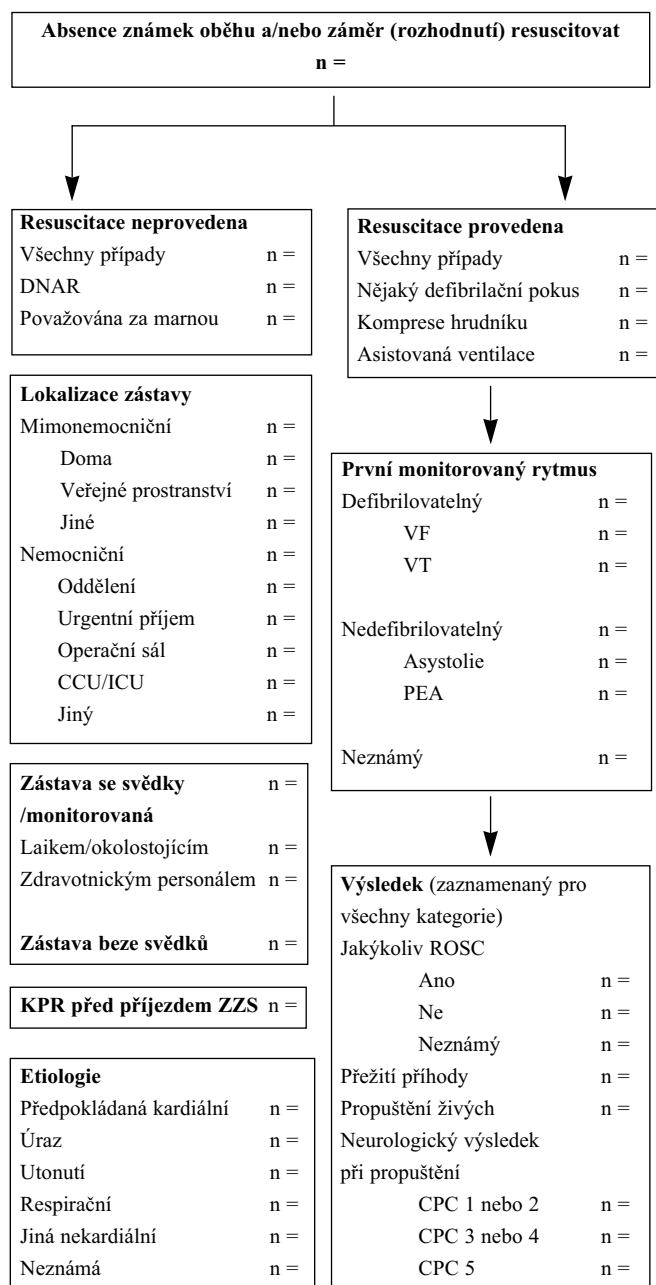 Absence známek oběhu a/nebo záměr (rozhodnutí) resuscitovat
n =
Resuscitace neprovedena
Všechny případy n =
DNAR n =
Považována za marnou n =
Lokalizace zástavy
Mimonemocniční n =
Doma n =
Veřejné prostranství n =
Jiné n =
Nemocniční n =
Oddělení n =
Urgentní příjem n =
Operační sál n =
CCU/ICU n =
Jiný n =
Zástava se svědky n =
/monitorovaná
Laikem/okolostojícím n =
Zdravotnickým personálem n =
Zástava beze svědků n =
KPR před příjezdem ZZS n =
Etiologie
Předpokládaná kardiální n =
Úraz n =
Utonutí n =
Respirační n =
Jiná nekardiální n =
Neznámá n =
Resuscitace provedena
Všechny případy n =
Nějaký defibrilační pokus n =
Komprese hrudníku n =
Asistovaná ventilace n =
První monitorovaný rytmus
Defibrilovatelný n =
VF n =
VT n =
Nedefibrilovatelný n =
Asystolie n =
PEA n =
Neznámý n =
Výsledek (zaznamenaný pro
všechny kategorie)
Jakýkoliv ROSC
Ano n =
Ne n =
Neznámý n =
Přežití příhody n =
Propuštění živých n =
Neurologický výsledek
při propuštění
CPC 1 nebo 2 n =
CPC 3 nebo 4 n =
CPC 5 n =